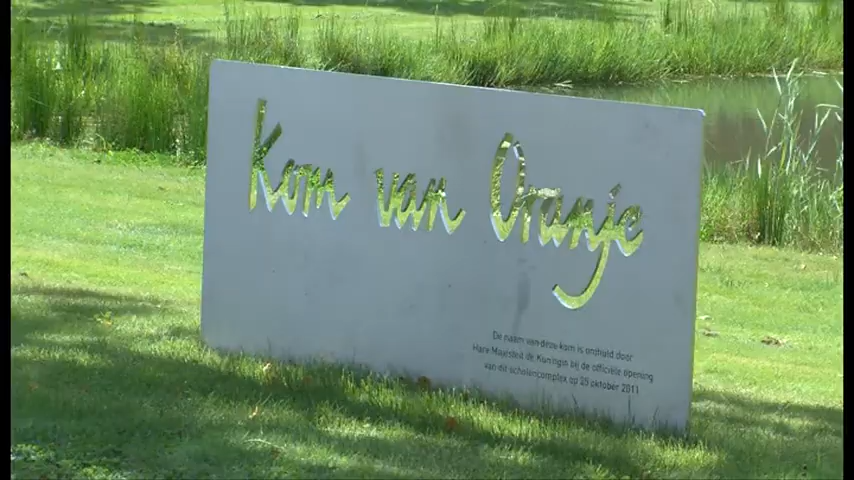 Kom van Oranje
De naam van deze kom is onthuld door
Hare Majesteit de Koningin bij de officiële opening
van dit scholencomplex op 25 oktober 2011